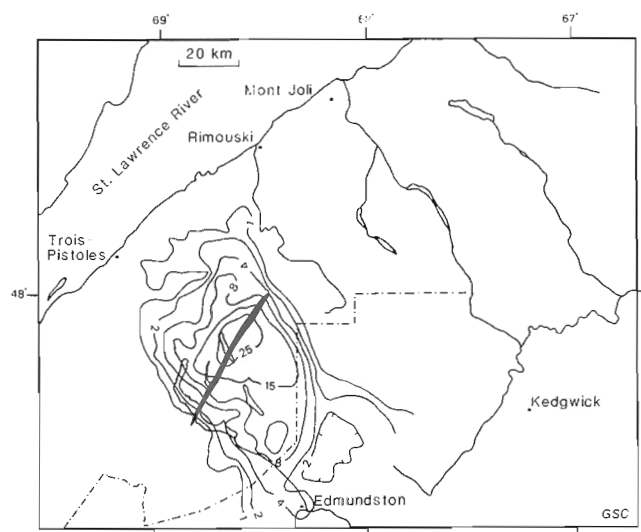 69°
67°
20 km
Mont Joli
St. Lawrence River
Rimouski
Trois-
Pistoles
48°
4
8
2
25
15
Kedgwick
8
2
Edmundston
4
2
GSC